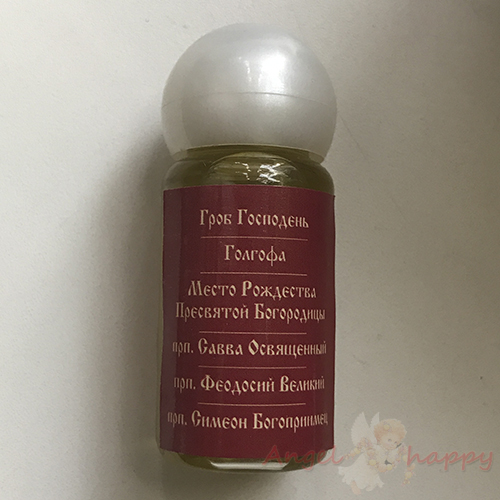 Гроб Господень
Голгофа
Место Рождества
Пресвятой Богородицы
прп. Савва Освященный
прп. Феодосий Великий
прп. Симеон Богоприимец
Angel happy